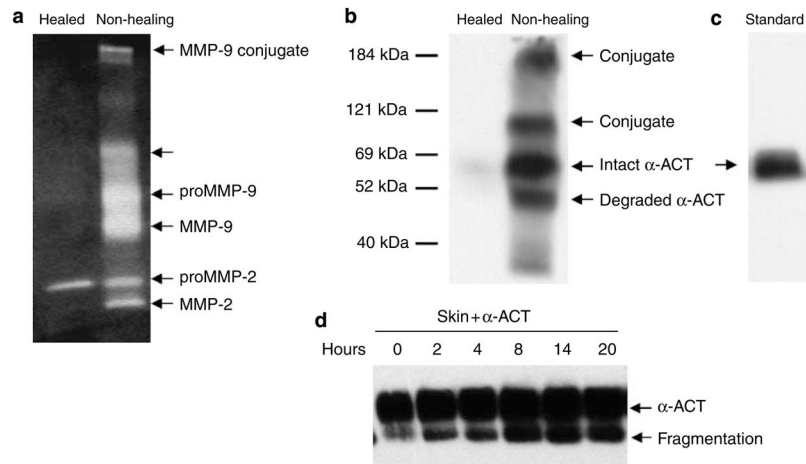 a
Healed Non-healing
MMP-9 conjugate
proMMP-9
MMP-9
proMMP-2
MMP-2
b
Healed Non-healing
184 kDa
Conjugate
121 kDa
Conjugate
69 kDa
Intact α-ACT
52 kDa
Degraded α-ACT
40 kDa
c
Standard
d
Skin+α-ACT
Hours 0 2 4 8 14 20
α-ACT
Fragmentation